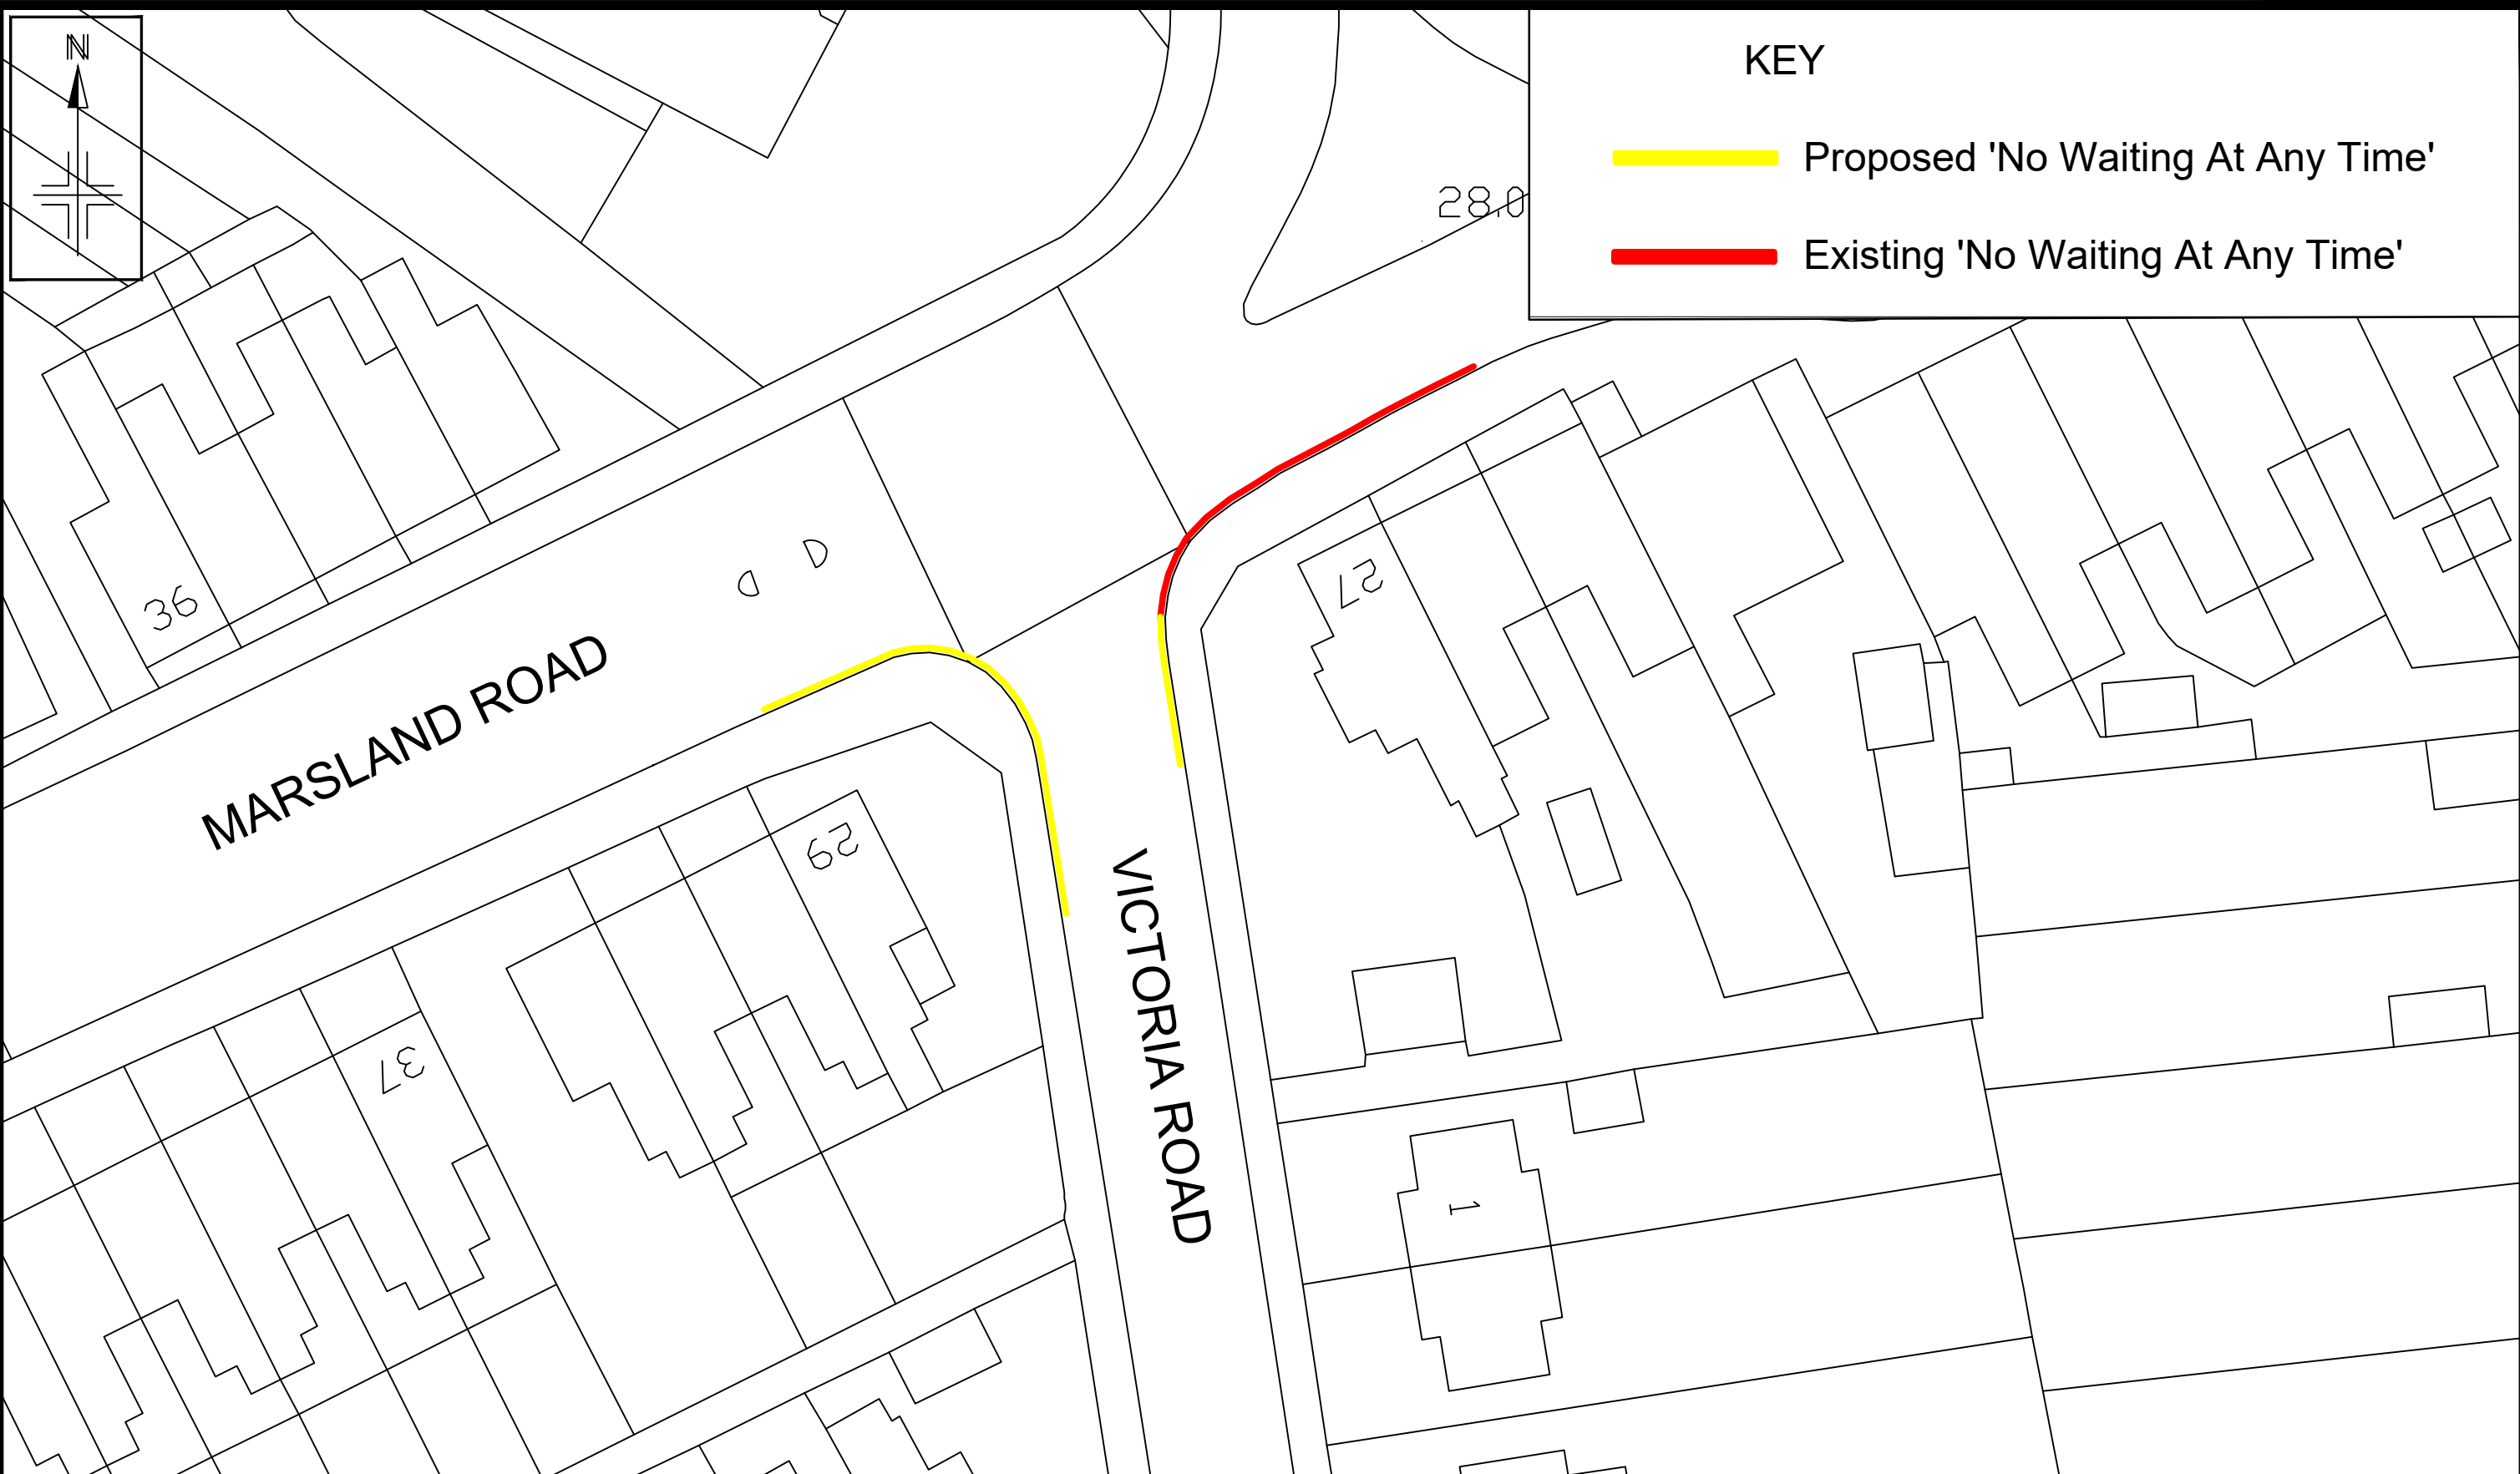 N
KEY
Proposed 'No Waiting At Any Time'
28.0
Existing 'No Waiting At Any Time'
27
36
MARSLAND ROAD
29
VICTORIA ROAD
37
1